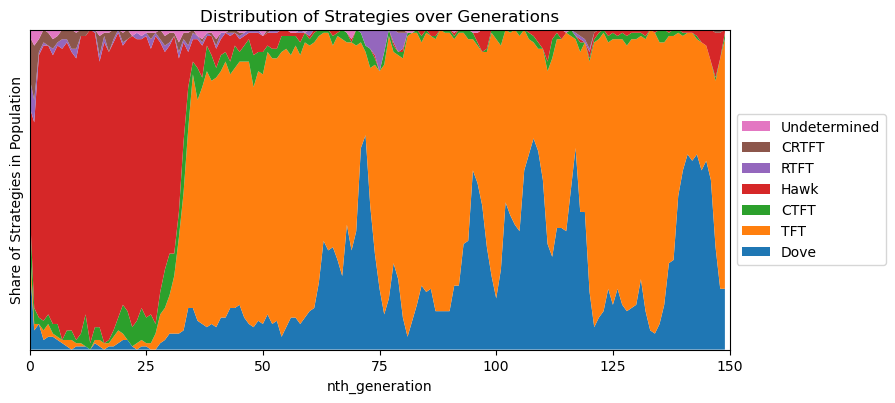 Distribution of Strategies over Generations
Share of Strategies in Population
Undetermined
CRTFT
RTFT
Hawk
CTFT
TFT
Dove
0
25
50
75
100
125
150
nth_generation